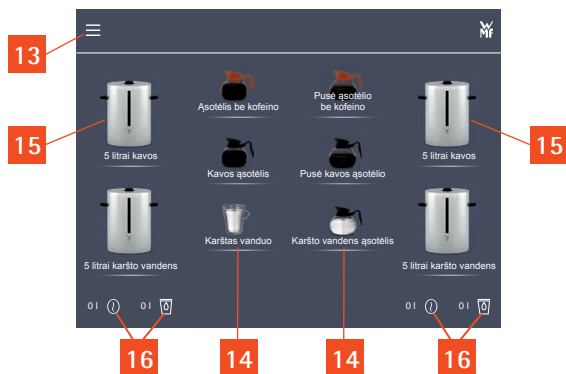 WMF
13
Ąsotėlis be kofeino
Pusė ąsotėlio
be kofeino
15
15
5 litrai kavos
Kavos ąsotėlis
Pusė kavos ąsotėlio
5 litrai kavos
Karštas vanduo
Karšto vandens ąsotėlis
5 litrai karšto vandens
5 litrai karšto vandens
0 l
0 l
0 l
0 l
16
14
14
16